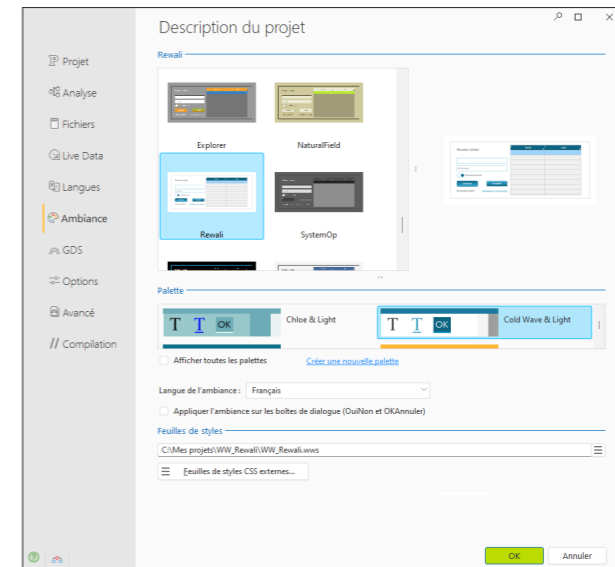 Description du projet
Projet
Analyse
Fichiers
Live Data
Langues
Ambiance
GDS
Options
Avancé
Compilation
Rewali
Explorer
NaturalField
Rewali
SystemOp
Palette
T T OK Chloe & Light
T T OK Cold Wave & Light
Afficher toutes les palettes
Créer une nouvelle palette
Langue de l'ambiance : Français
Appliquer l'ambiance sur les boîtes de dialogue (OuiNon et OKAnnuler)
Feuilles de styles
C:\Mes projets\WW_Rewali\WW_Rewali.wws
Feuilles de styles CSS externes...
OK Annuler